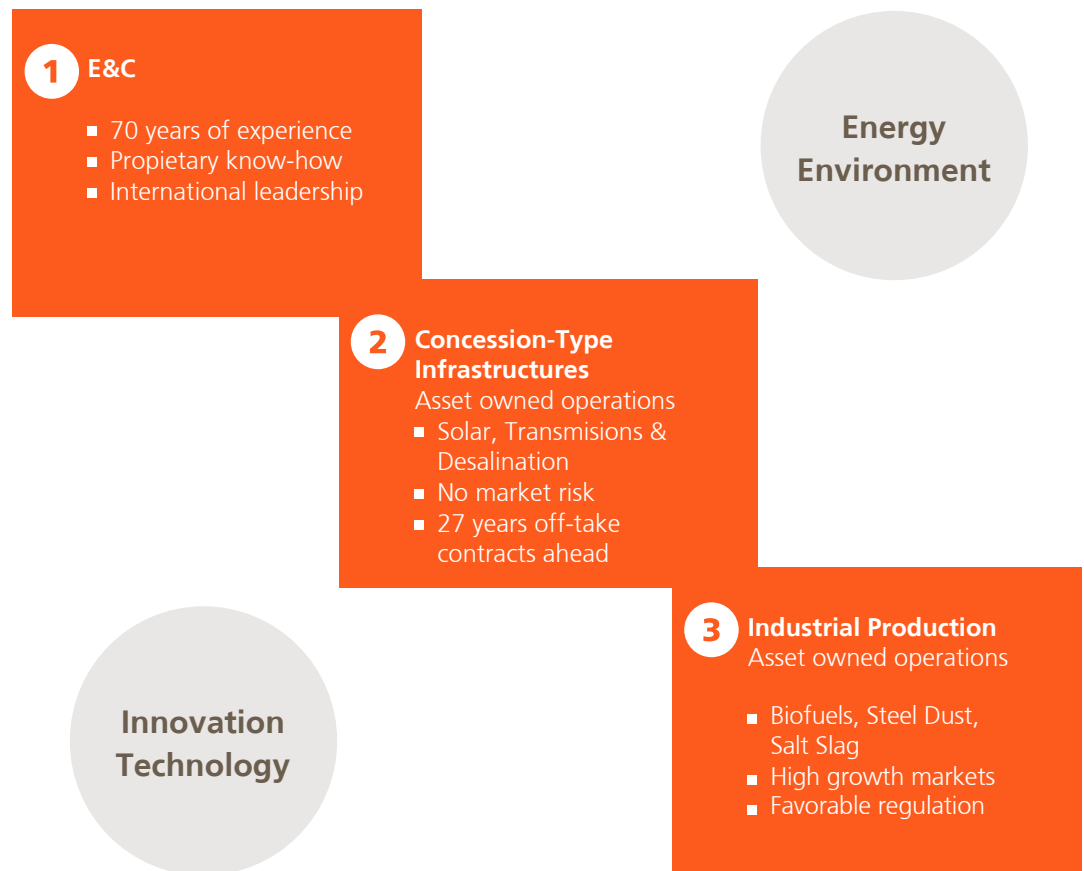 1 E&C
■ 70 years of experience
■ Propietary know-how
■ International leadership
Energy
Environment
2 Concession-Type
Infrastructures
Asset owned operations
■ Solar, Transmisions &
Desalination
■ No market risk
■ 27 years off-take
contracts ahead
3 Industrial Production
Asset owned operations
■ Biofuels, Steel Dust,
Salt Slag
■ High growth markets
■ Favorable regulation
Innovation
Technology